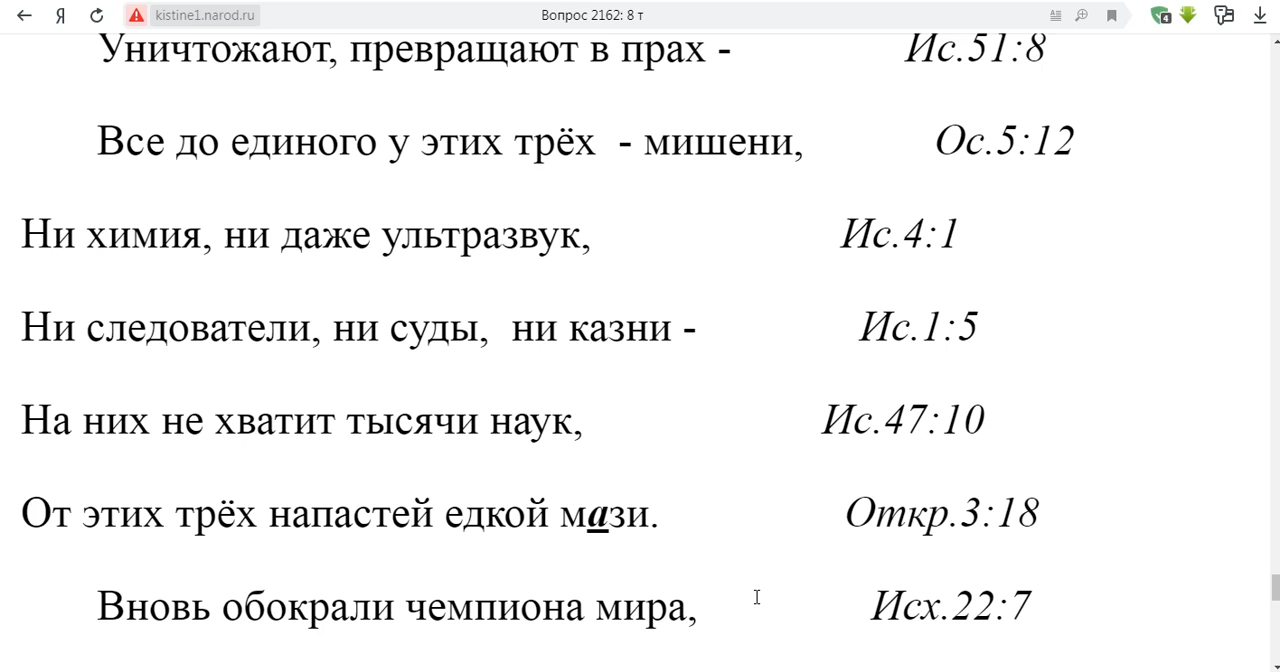 Я kistine1.narod.ru Вопрос 2162: 8 т 4
Уничтожают, превращают в прах - Ис.51:8
Все до единого у этих трёх - мишени, Ос.5:12
Ни химия, ни даже ультразвук, Ис.4:1
Ни следователи, ни суды, ни казни - Ис.1:5
На них не хватит тысячи наук, Ис.47:10
От этих трёх напастей едкой мази. Откр.3:18
Вновь обокрали чемпиона мира, Исх.22:7